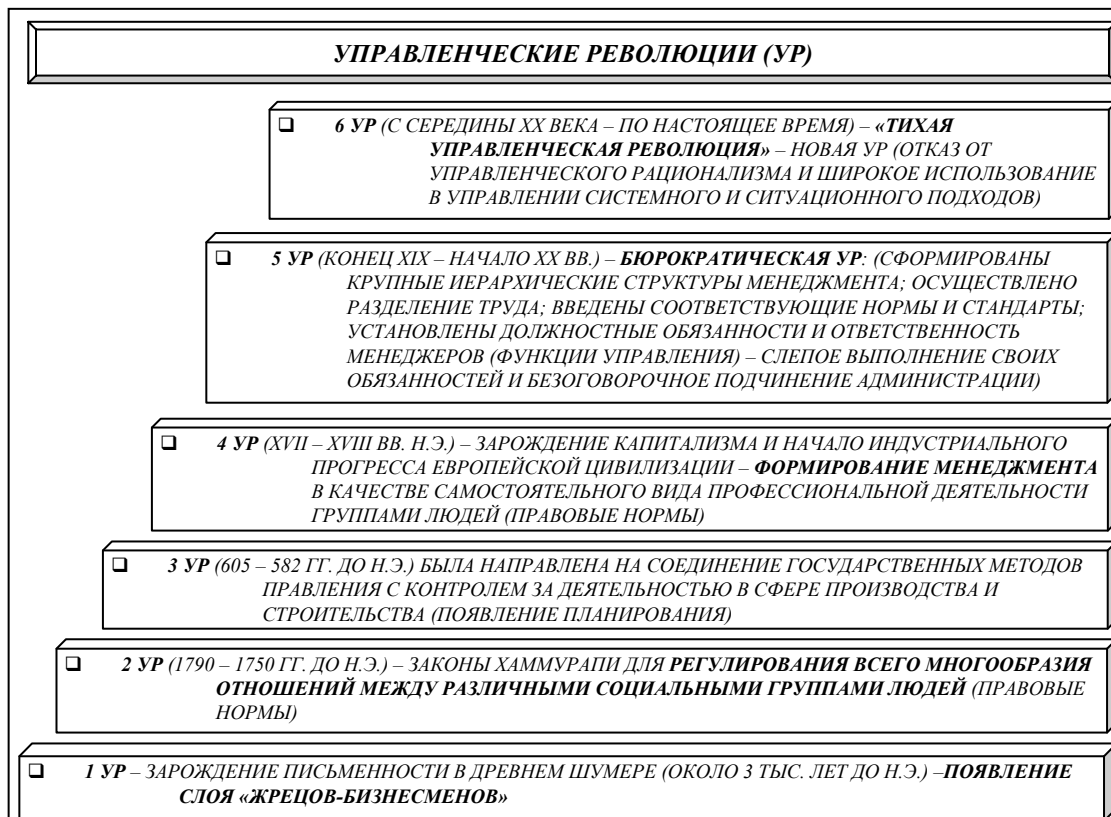 УПРАВЛЕНЧЕСКИЕ РЕВОЛЮЦИИ (УР)
❑ 6 УР (С СЕРЕДИНЫ XX ВЕКА – ПО НАСТОЯЩЕЕ ВРЕМЯ) – «ТИХАЯ
УПРАВЛЕНЧЕСКАЯ РЕВОЛЮЦИЯ» – НОВАЯ УР (ОТКАЗ ОТ
УПРАВЛЕНЧЕСКОГО РАЦИОНАЛИЗМА И ШИРОКОЕ ИСПОЛЬЗОВАНИЕ
В УПРАВЛЕНИИ СИСТЕМНОГО И СИТУАЦИОННОГО ПОДХОДОВ)
❑ 5 УР (КОНЕЦ XIX – НАЧАЛО XX ВВ.) – БЮРОКРАТИЧЕСКАЯ УР: (СФОРМИРОВАНЫ
КРУПНЫЕ ИЕРАРХИЧЕСКИЕ СТРУКТУРЫ МЕНЕДЖМЕНТА; ОСУЩЕСТВЛЕНО
РАЗДЕЛЕНИЕ ТРУДА; ВВЕДЕНЫ СООТВЕТСТВУЮЩИЕ НОРМЫ И СТАНДАРТЫ;
УСТАНОВЛЕНЫ ДОЛЖНОСТНЫЕ ОБЯЗАННОСТИ И ОТВЕТСТВЕННОСТЬ
МЕНЕДЖЕРОВ (ФУНКЦИИ УПРАВЛЕНИЯ) – СЛЕПОЕ ВЫПОЛНЕНИЕ СВОИХ
ОБЯЗАННОСТЕЙ И БЕЗОГОВОРОЧНОЕ ПОДЧИНЕНИЕ АДМИНИСТРАЦИИ)
❑ 4 УР (XVII – XVIII ВВ. Н.Э.) – ЗАРОЖДЕНИЕ КАПИТАЛИЗМА И НАЧАЛО ИНДУСТРИАЛЬНОГО
ПРОГРЕССА ЕВРОПЕЙСКОЙ ЦИВИЛИЗАЦИИ – ФОРМИРОВАНИЕ МЕНЕДЖМЕНТА
В КАЧЕСТВЕ САМОСТОЯТЕЛЬНОГО ВИДА ПРОФЕССИОНАЛЬНОЙ ДЕЯТЕЛЬНОСТИ
ГРУППАМИ ЛЮДЕЙ (ПРАВОВЫЕ НОРМЫ)
❑ 3 УР (605 – 582 ГГ. ДО Н.Э.) БЫЛА НАПРАВЛЕНА НА СОЕДИНЕНИЕ ГОСУДАРСТВЕННЫХ МЕТОДОВ
ПРАВЛЕНИЯ С КОНТРОЛЕМ ЗА ДЕЯТЕЛЬНОСТЬЮ В СФЕРЕ ПРОИЗВОДСТВА И
СТРОИТЕЛЬСТВА (ПОЯВЛЕНИЕ ПЛАНИРОВАНИЯ)
❑ 2 УР (1790 – 1750 ГГ. ДО Н.Э.) – ЗАКОНЫ ХАММУРАПИ ДЛЯ РЕГУЛИРОВАНИЯ ВСЕГО МНОГООБРАЗИЯ
ОТНОШЕНИЙ МЕЖДУ РАЗЛИЧНЫМИ СОЦИАЛЬНЫМИ ГРУППАМИ ЛЮДЕЙ (ПРАВОВЫЕ
НОРМЫ)
❑ 1 УР – ЗАРОЖДЕНИЕ ПИСЬМЕННОСТИ В ДРЕВНЕМ ШУМЕРЕ (ОКОЛО 3 ТЫС. ЛЕТ ДО Н.Э.) –ПОЯВЛЕНИЕ
СЛОЯ «ЖРЕЦОВ-БИЗНЕСМЕНОВ»